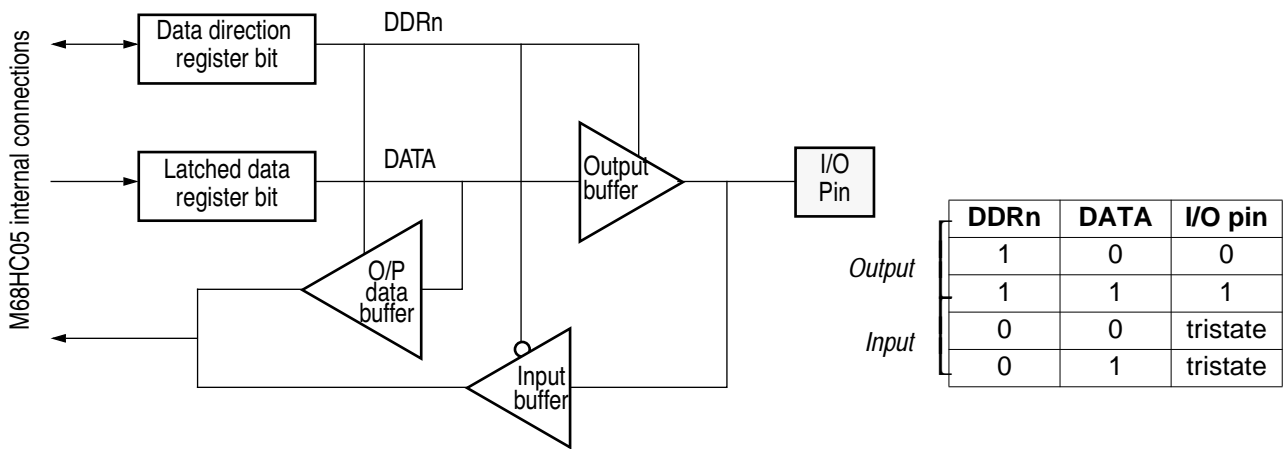 M68HC05 internal connections
Data direction
register bit
DDRn
Latched data
register bit
DATA
Output
buffer
I/O
Pin
O/P
data
buffer
Input
buffer
DDRn DATA I/O pin
Output
1 0 0
1 1 1
Input
0 0 tristate
0 1 tristate